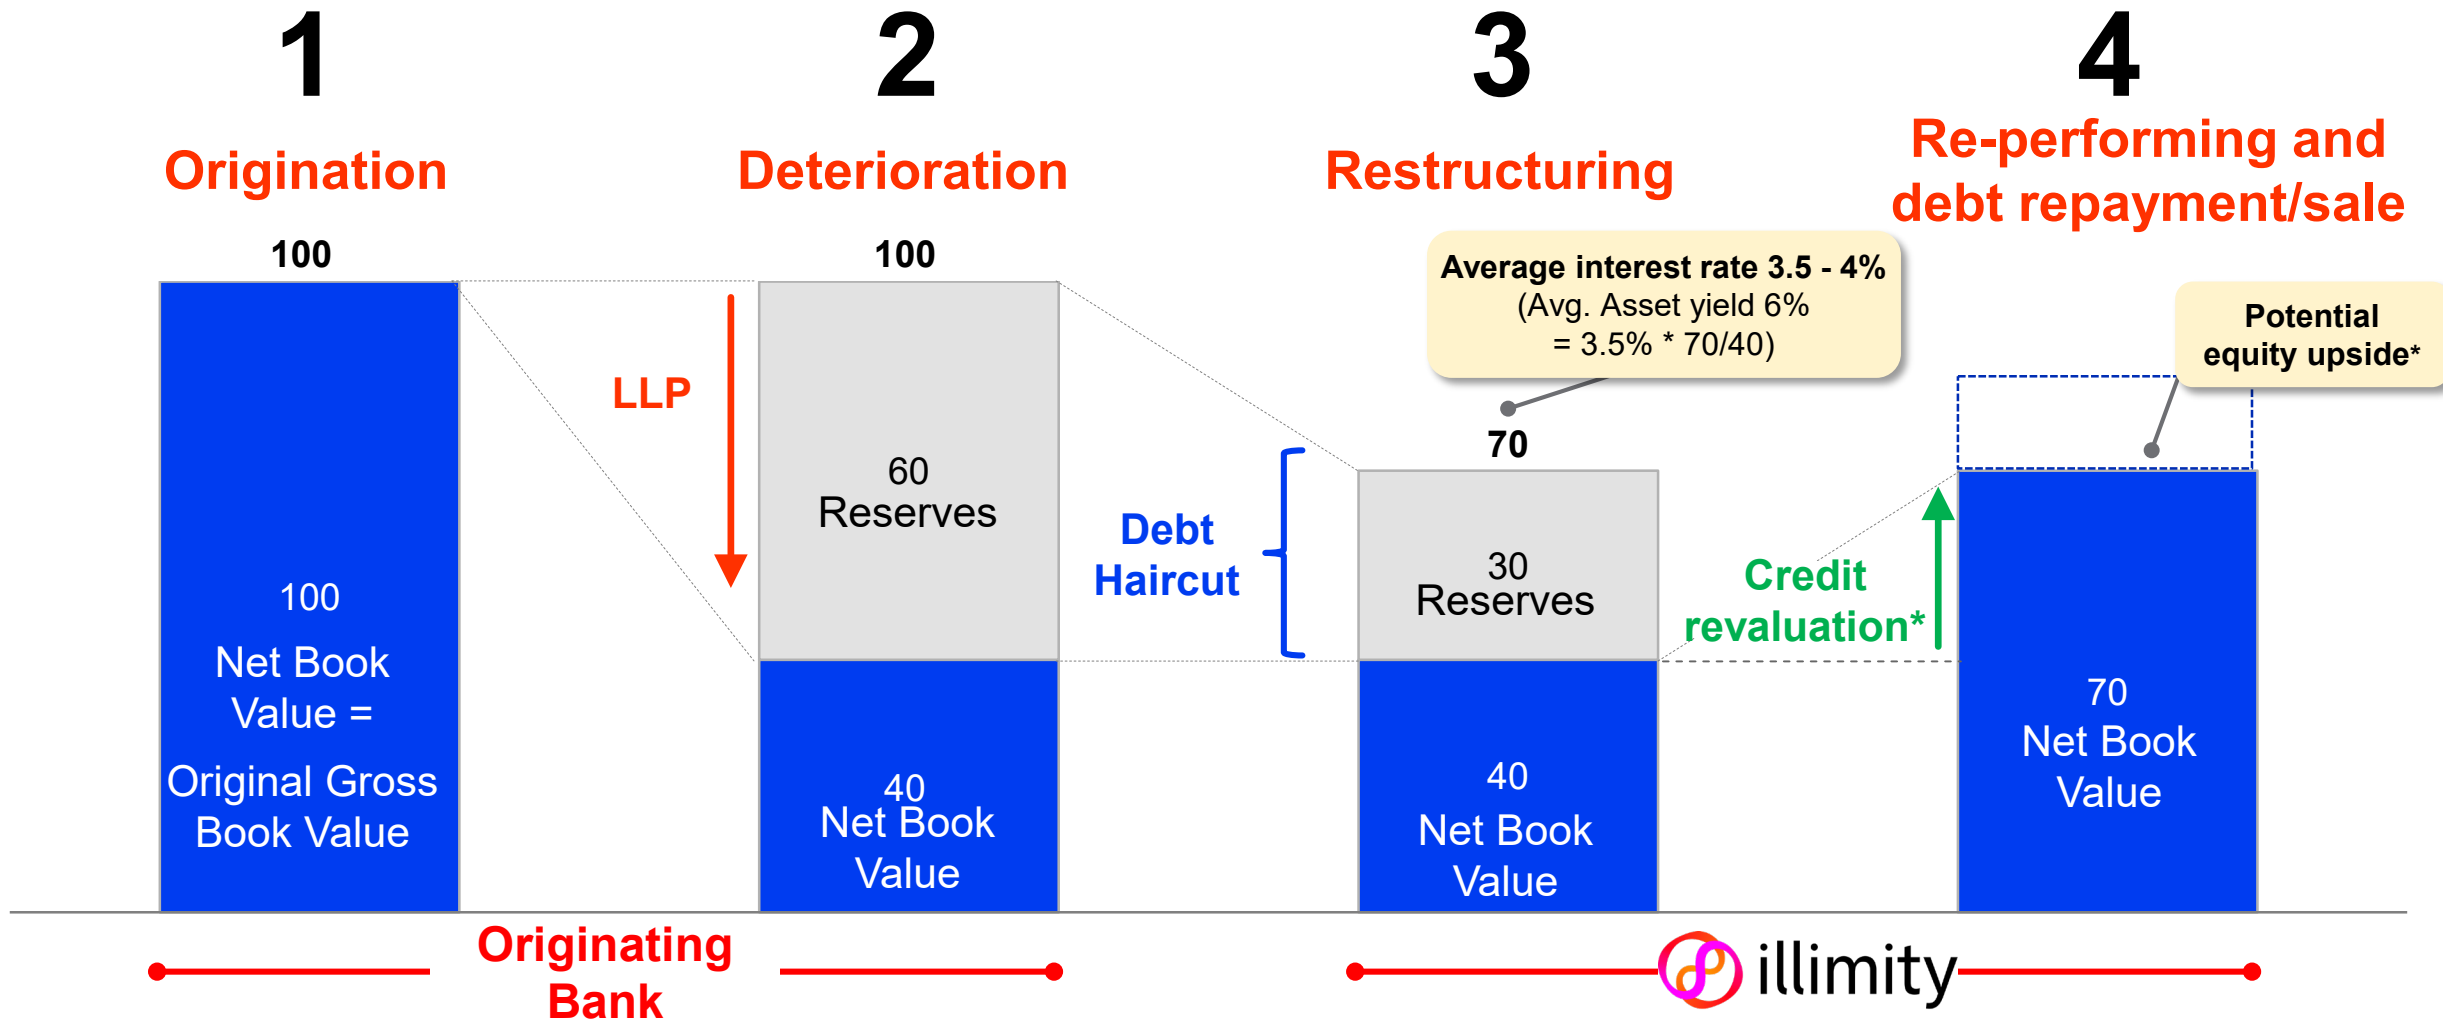 1
2
3
4
Origination
Deterioration
Restructuring
Re-performing and
debt repayment/sale
100
100
Average interest rate 3.5 - 4%
(Avg. Asset yield 6%
= 3.5% * 70/40)
Potential
equity upside*
LLP
70
60
Reserves
Debt
Haircut
30
Reserves
Credit
revaluation*
100
Net Book
Value =
Original Gross
Book Value
40
Net Book
Value
40
Net Book
Value
70
Net Book
Value
Originating
Bank
illimity